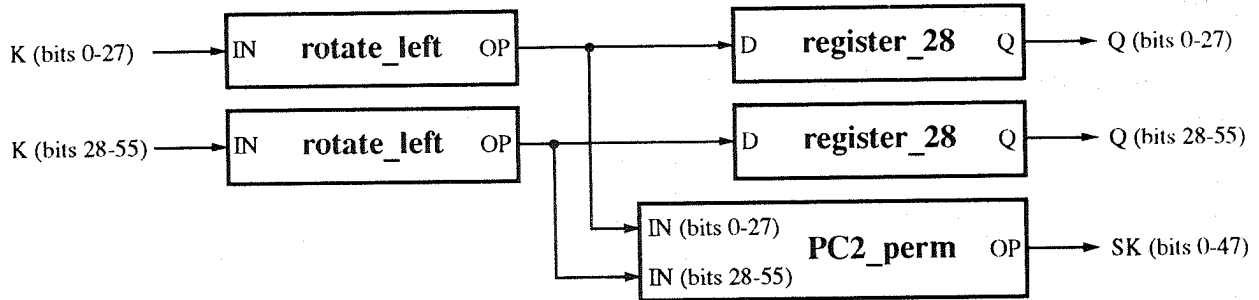 K (bits 0-27) IN rotate_left OP D register_28 Q Q (bits 0-27)
K (bits 28-55) IN rotate_left OP D register_28 Q Q (bits 28-55)
IN (bits 0-27)
PC2_perm OP SK (bits 0-47)
IN (bits 28-55)